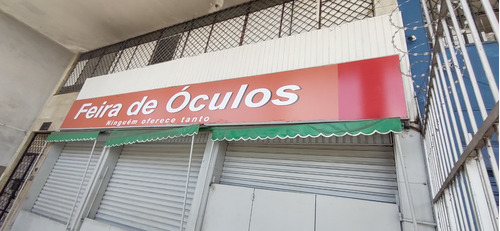 Feira de Óculos
Ninguém oferece tanto